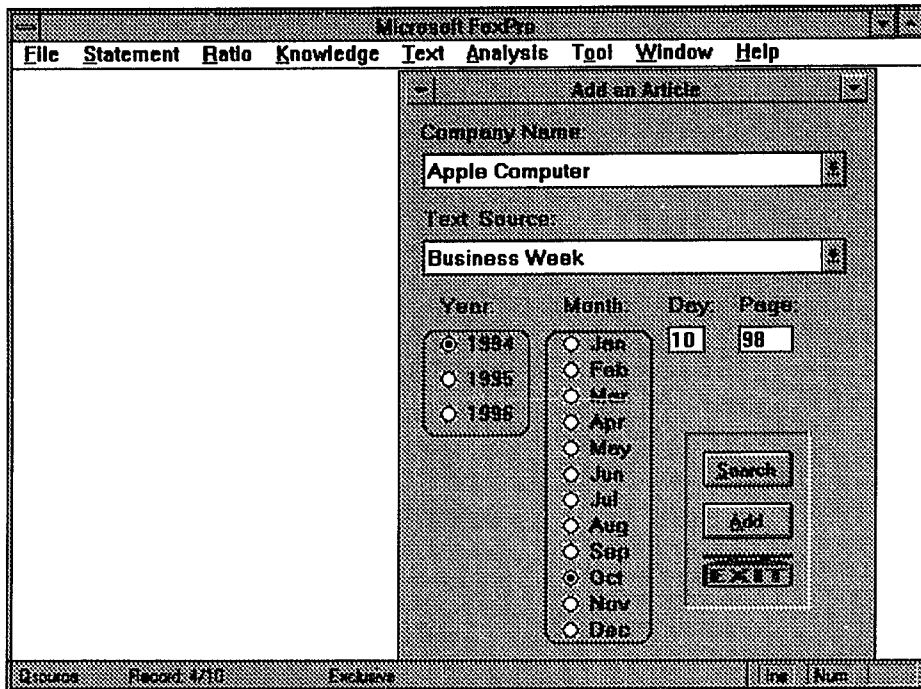 Microsoft FoxPro
File Statement Ratio Knowledge Text Analysis Tool Window Help
Add an Article
Company Name:
Apple Computer
Text Source:
Business Week
Year: Month: Day: Page:
1994 Jan 10 98
1995 Feb
1996 Mar
Apr
May
Jun
Jul
Aug
Sep
Oct
Nov
Dec
Search
Add
EXIT
Record: 4/10 Exclusive Ins Num